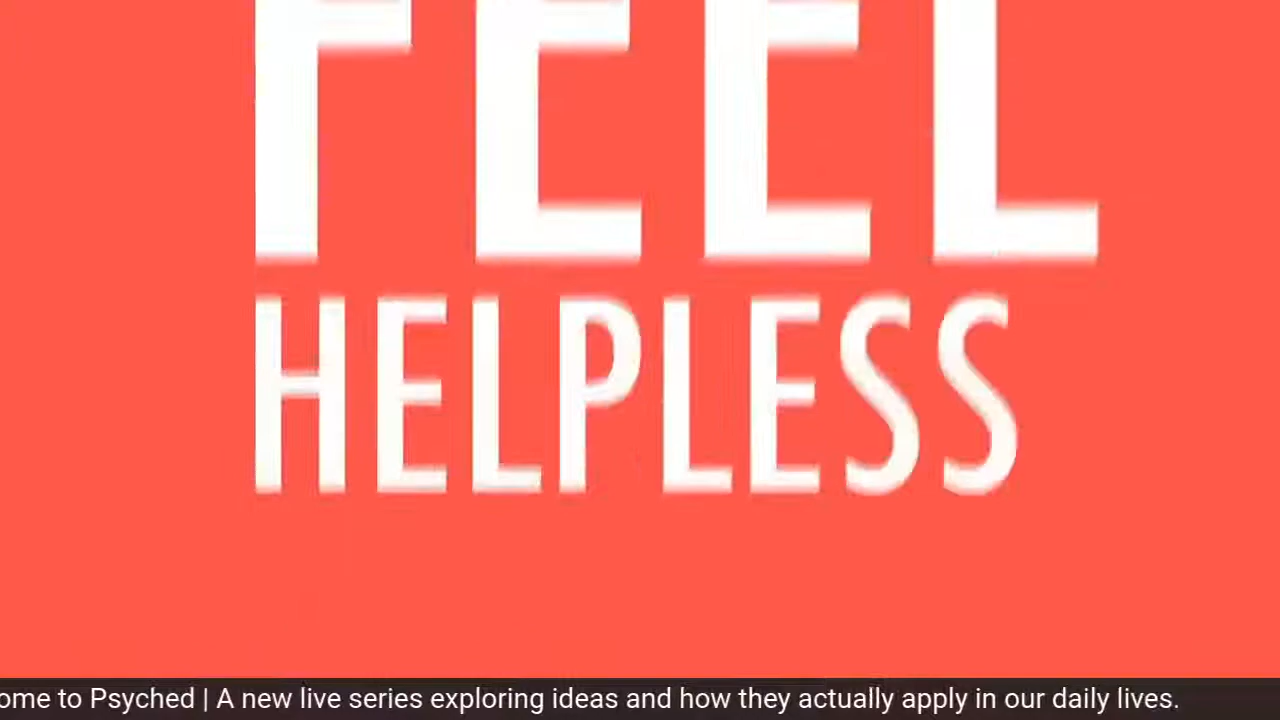 FEEL
HELPLESS
ome to Psyched | A new live series exploring ideas and how they actually apply in our daily lives.